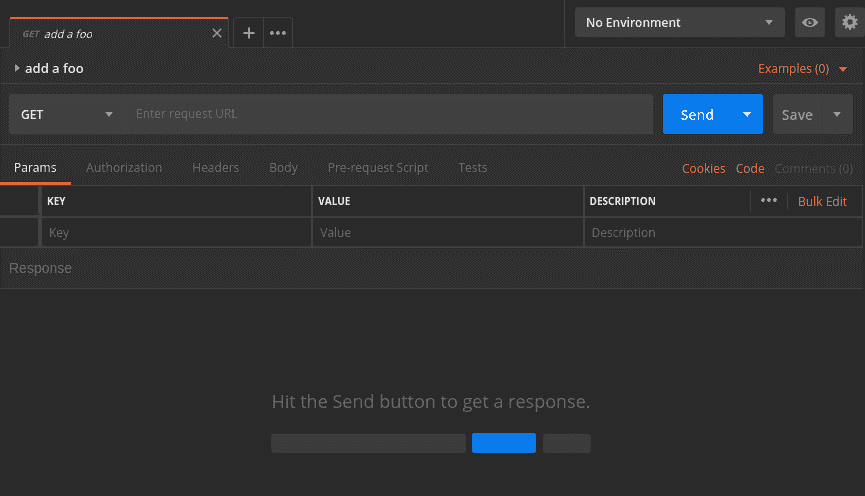 GET add a foo
No Environment
add a foo
Examples (0)
GET
Enter request URL
Send
Save
Params Authorization Headers Body Pre-request Script Tests
Cookies Code Comments (0)
KEY VALUE DESCRIPTION ••• Bulk Edit
Key Value Description
Response
Hit the Send button to get a response.